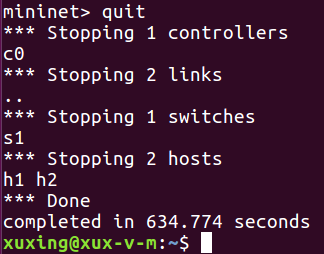 mininet> quit
*** Stopping 1 controllers
c0
*** Stopping 2 links
..
*** Stopping 1 switches
s1
*** Stopping 2 hosts
h1 h2
*** Done
completed in 634.774 seconds
xuxing@xux-v-m:~$